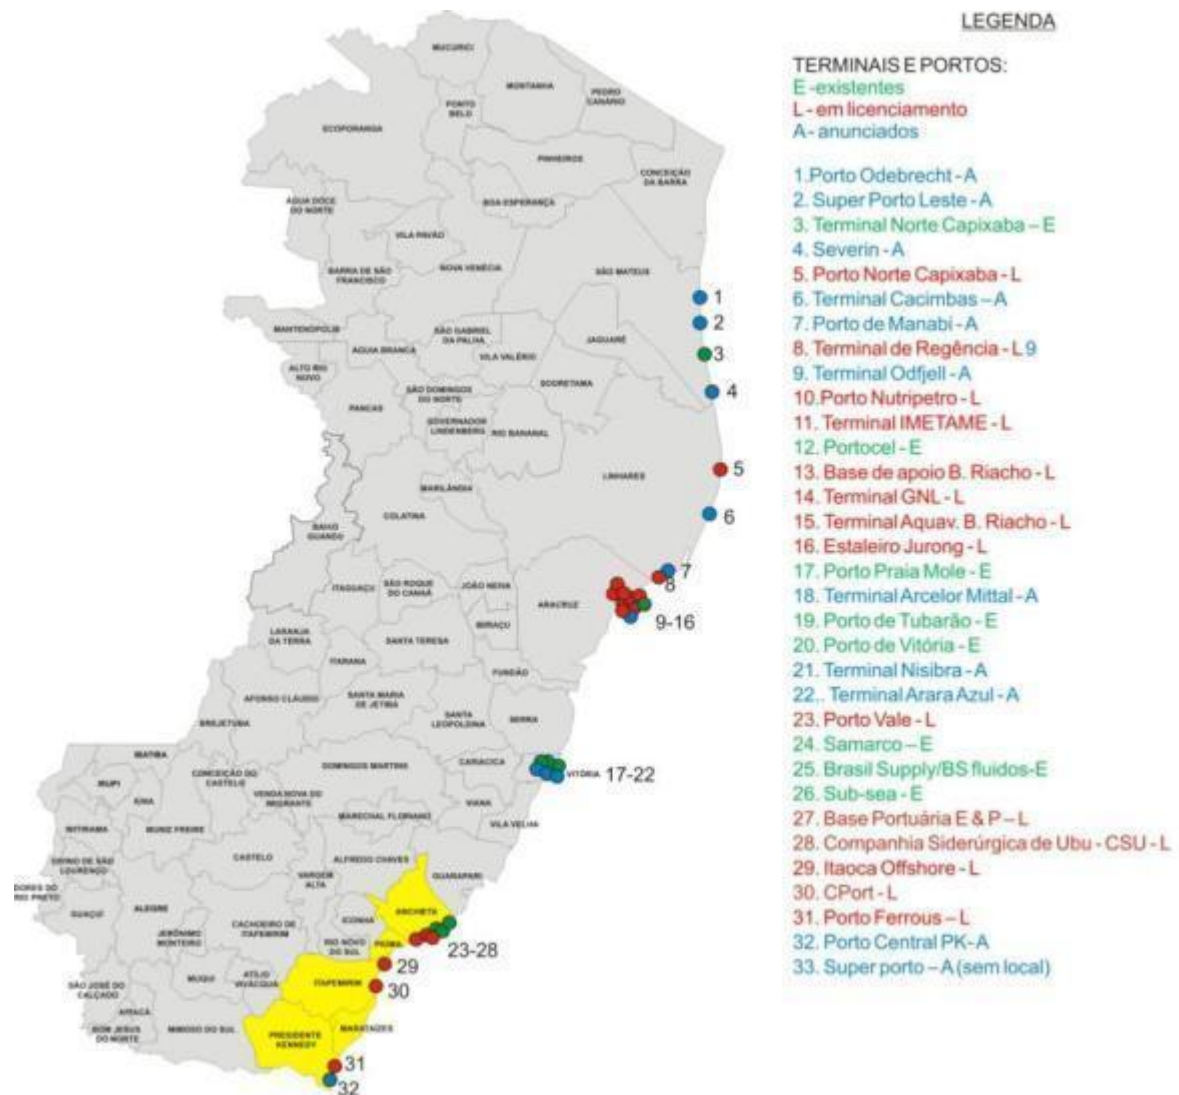 LEGENDA
TERMINAIS E PORTOS:
E -existentes
L - em licenciamento
A - anunciados
1.Porto Odebrecht - A
2. Super Porto Leste - A
3. Terminal Norte Capixaba – E
4. Severin - A
5. Porto Norte Capixaba - L
6. Terminal Cacimbas – A
7. Porto de Manabi - A
8. Terminal de Regência - L 9
9. Terminal Odfjell - A
10.Porto Nutripetro - L
11. Terminal IMETAME - L
12. Portocel - E
13. Base de apoio B. Riacho - L
14. Terminal GNL - L
15. Terminal Aquav. B. Riacho - L
16. Estaleiro Jurong - L
17. Porto Praia Mole - E
18. Terminal Arcelor Mittal - A
19. Porto de Tubarão - E
20. Porto de Vitória - E
21. Terminal Nisibra - A
22.. Terminal Arara Azul - A
23. Porto Vale - L
24. Samarco – E
25. Brasil Supply/BS fluidos-E
26. Sub-sea - E
27. Base Portuária E & P – L
28. Companhia Siderúrgica de Ubu - CSU - L
29. Itaoca Offshore - L
30. CPort - L
31. Porto Ferrous – L
32. Porto Central PK- A
33. Super porto – A (sem local)
MUCURICI
MONTANHA
PEDRO
CANÁRIO
PONTO
BELO
ECOPORANGA
PINHEIROS
CONCEIÇÃO
DA BARRA
ÁGUA DOCE
DO NORTE
BOA ESPERANÇA
VILA PAVÃO
BARRA DE SÃO
FRANCISCO
NOVA VENÉCIA
SÃO MATEUS
1
2
MANTENÓPOLIS
SÃO GABRIEL
DA PALHA
JAGUARÉ
ÁGUIA BRANCA
VILA VALÉRIO
3
ALTO RIO
NOVO
SOORETAMA
4
SÃO DOMINGOS
DO NORTE
PANCAS
GOVERNADOR
LINDENBERG
RIO BANANAL
5
LINHARES
MARILÂNDIA
6
COLATINA
BAIXO
GUANDU
7
8
ITAGUAÇU
SÃO ROQUE
DO CANAÃ
JOÃO NEIVA
ARACRUZ
9-16
IBIRAÇU
LARANJA
DA TERRA
SANTA TERESA
ITARANA
FUNDÃO
AFONSO CLÁUDIO
SANTA MARIA
DE JETIBÁ
SANTA
LEOPOLDINA
SERRA
BREJETUBA
IBATIBA
CONCEIÇÃO DO
CASTELO
DOMINGOS MARTINS
CARIACICA
VITÓRIA
17-22
IRUPI
IÚNA
VENDA NOVA DO
IMIGRANTE
VIANA
MARECHAL FLORIANO
VILA VELHA
IBITIRAMA
MUNIZ FREIRE
CASTELO
ALFREDO CHAVES
DIVINO DE SÃO
LOURENÇO
VARGEM
ALTA
GUARAPARI
DORES DO
RIO PRETO
ANCHIETA
GUAÇUÍ
ALEGRE
ICONHA
CACHOEIRO DE
ITAPEMIRIM
JERÔNIMO
MONTEIRO
RIO NOVO
DO SUL
PIÚMA
23-28
29
MUQUI
ATÍLIO
VIVÁCQUA
ITAPEMIRIM
30
SÃO JOSÉ DO
CALÇADO
APIACÁ
BOM JESUS
DO NORTE
MIMOSO DO SUL
PRESIDENTE
KENNEDY
MARATAÍZES
31
32